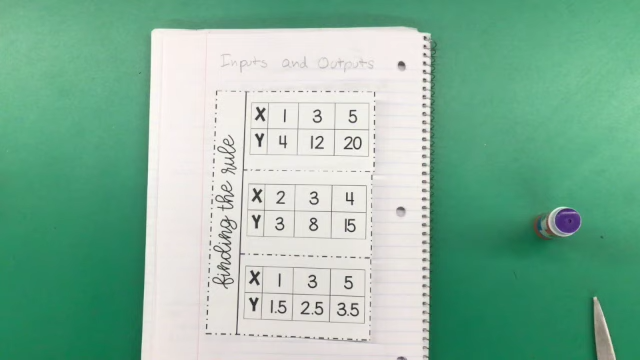 Inputs and Outputs
finding the rule
X 1 3 5
Y 4 12 20
X 2 3 4
Y 3 8 15
X 1 3 5
Y 1.5 2.5 3.5